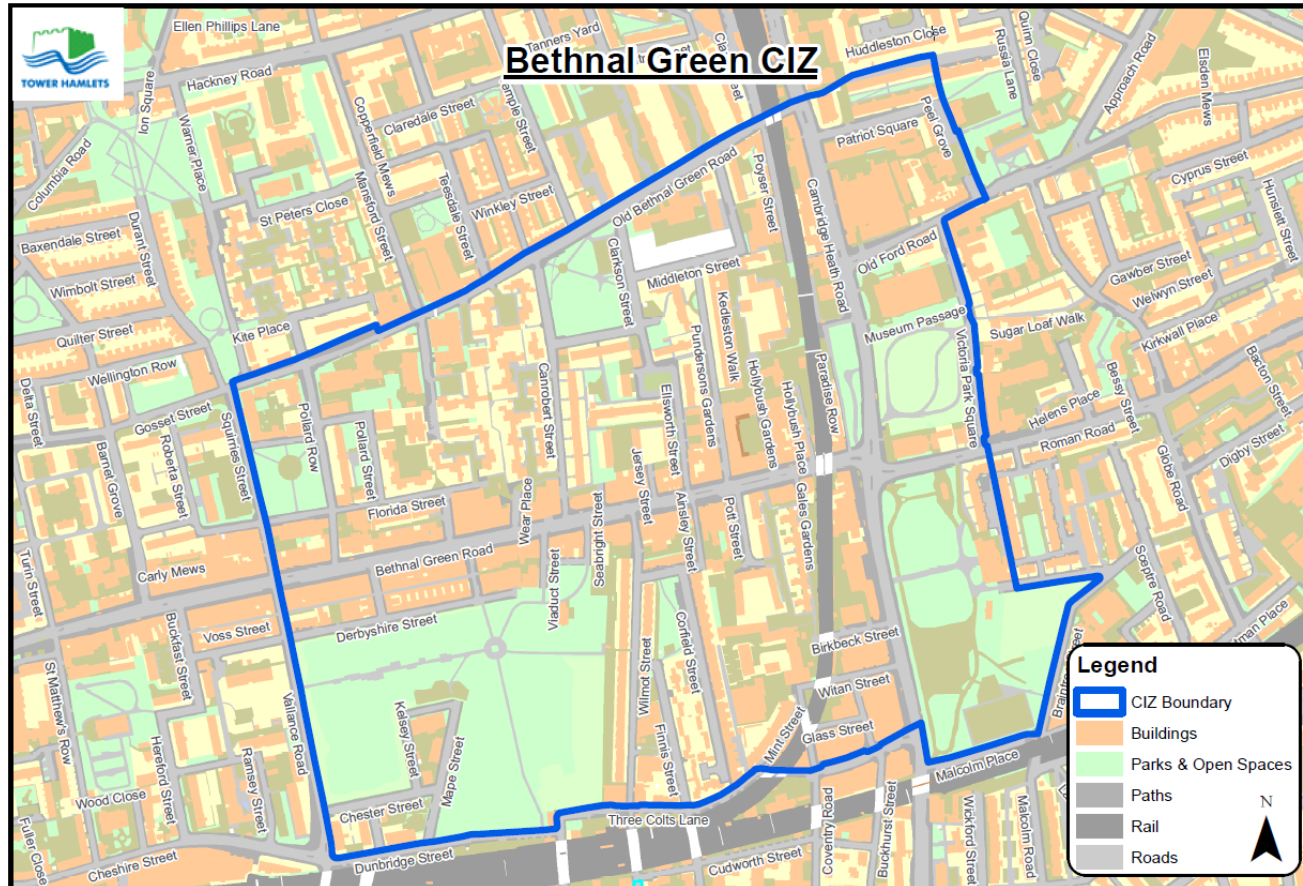 TOWER HAMLETS
Bethnal Green CIZ
Ellen Phillips Lane
Hackney Road
Ion Square
Warner Place
Columbia Road
Copperfield Mews
Claredale Street
Tanners Yard
Huddleston Close
Russia Lane
Quinn Close
Approach Road
Elsden Mews
Peel Grove
Patriot Square
Cyprus Street
Hunslett Street
Mansford Street
St Peters Close
Teesdale Street
Winkley Street
Old Bethnal Green Road
Poyser Street
Cambridge Heath Road
Baxendale Street
Durant Street
Wimbolt Street
Quilter Street
Kite Place
Wellington Row
Delta Street
Gosset Street
Clarkson Street
Middleton Street
Old Ford Road
Gawber Street
Welwyn Street
Kirkwall Place
Museum Passage
Sugar Loaf Walk
Victoria Park Square
Bessy Street
Bacton Street
Helens Place
Roman Road
Digby Street
Globe Road
Sceptre Road
Kedleston Walk
Pundersons Gardens
Hollybush Gardens
Hollybush Place
Paradise Row
Canrobert Street
Ellsworth Street
Jersey Street
Ainsley Street
Pott Street
Gales Gardens
Squirries Street
Pollard Row
Pollard Street
Florida Street
Wear Place
Barnet Grove
Roberta Street
Turin Street
Carly Mews
Bethnal Green Road
Viaduct Street
Seabright Street
Voss Street
Derbyshire Street
Buckfast Street
St Matthew's Row
Vallance Road
Wilmot Street
Corfield Street
Birkbeck Street
Witan Street
Glass Street
Mint Street
Finnis Street
Kelsey Street
Mape Street
Hereford Street
Ramsey Street
Wood Close
Chester Street
Fuller Close
Cheshire Street
Dunbridge Street
Three Colts Lane
Cudworth Street
Coventry Road
Buckhurst Street
Malcolm Place
Wickford Street
Malcolm Road
Legend
CIZ Boundary
Buildings
Parks & Open Spaces
Paths
Rail
Roads
N